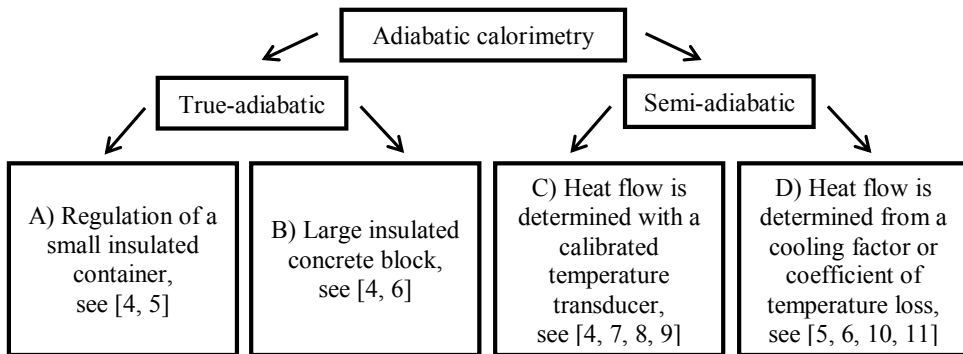 Adiabatic calorimetry
True-adiabatic
Semi-adiabatic
A) Regulation of a
small insulated
container,
see [4, 5]
B) Large insulated
concrete block,
see [4, 6]
C) Heat flow is
determined with a
calibrated
temperature
transducer,
see [4, 7, 8, 9]
D) Heat flow is
determined from a
cooling factor or
coefficient of
temperature loss,
see [5, 6, 10, 11]